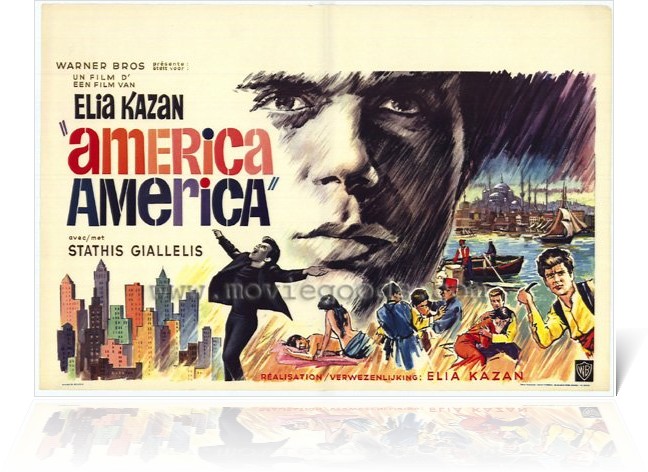 WARNER BROS présente: stelt voor:
UN FILM D'
EEN FILM VAN
ELIA KAZAN
"AMERICA
AMERICA"
avec/met
STATHIS GIALLELIS
www.moviegoods.com
RÉALISATION / VERWEZENLIJKING: ELIA KAZAN
WB